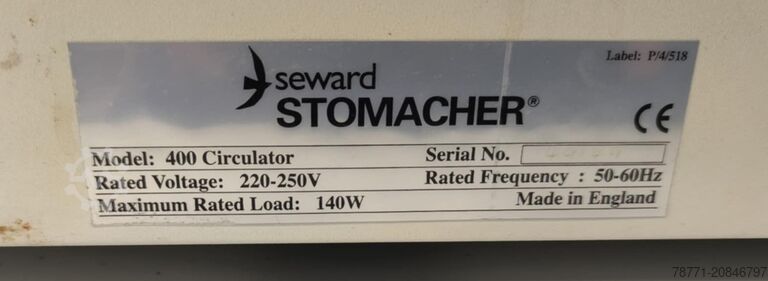 Label: P/4/518
seward
STOMACHER®
CE
Model: 400 Circulator
Serial No.
Rated Voltage: 220-250V
Rated Frequency : 50-60Hz
Maximum Rated Load: 140W
Made in England
78771-20846797